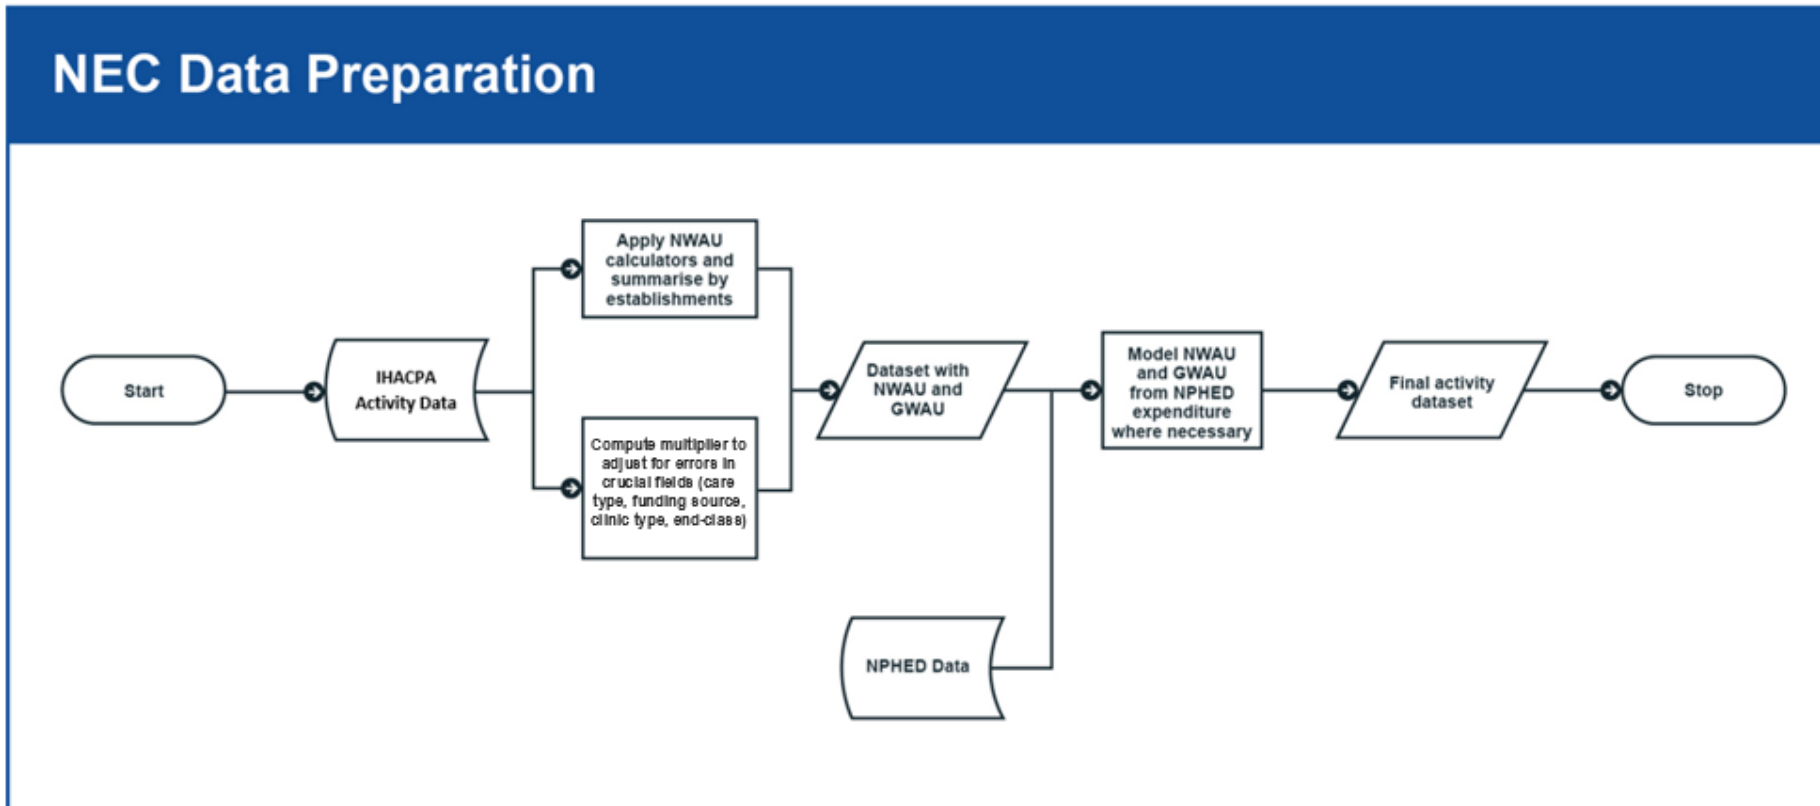 NEC Data Preparation
Start
IHACPA
Activity Data
Apply NWAU
calculators and
summarise by
establishments
Compute multiplier to
adjust for errors in
crucial fields (care
type, funding source,
clinic type, end-class)
Dataset with
NWAU and
GWAU
NPHED Data
Model NWAU
and GWAU
from NPHED
expenditure
where necessary
Final activity
dataset
Stop